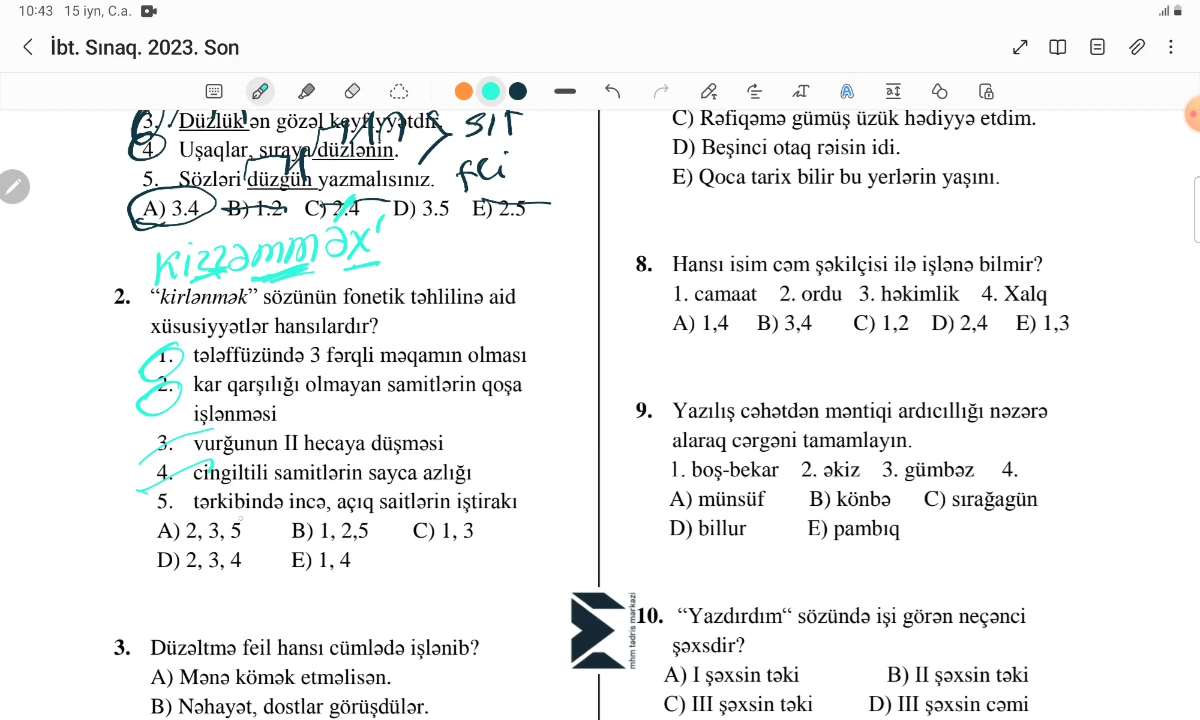 10:43 15 iyn, C.a.
İbt. Sınaq. 2023. Son
3. Düzlük ən gözəl keyfiyyətdir.
4. Uşaqlar, sıraya düzlənin.
5. Sözləri düzgün yazmalısınız.
A) 3.4 B) 1.2 C) 2.4 D) 3.5 E) 2.5
sif
fei
kizzəmməx'
2. “kirlənmək” sözünün fonetik təhlilinə aid
xüsusiyyətlər hansılardır?
1. tələffüzündə 3 fərqli məqamın olması
2. kar qarşılığı olmayan samitlərin qoşa
işlənməsi
3. vurğunun II hecaya düşməsi
4. cingiltili samitlərin sayca azlığı
5. tərkibində incə, açıq saitlərin iştirakı
A) 2, 3, 5 B) 1, 2,5 C) 1, 3
D) 2, 3, 4 E) 1, 4
3. Düzəltmə feil hansı cümlədə işlənib?
A) Mənə kömək etməlisən.
B) Nəhayət, dostlar görüşdülər.
mhm tədris mərkəzi
C) Rəfiqəmə gümüş üzük hədiyyə etdim.
D) Beşinci otaq rəisin idi.
E) Qoca tarix bilir bu yerlərin yaşını.
8. Hansı isim cəm şəkilçisi ilə işlənə bilmir?
1. camaat 2. ordu 3. həkimlik 4. Xalq
A) 1,4 B) 3,4 C) 1,2 D) 2,4 E) 1,3
9. Yazılış cəhətdən məntiqi ardıcıllığı nəzərə
alaraq cərgəni tamamlayın.
1. boş-bekar 2. əkiz 3. gümbəz 4.
A) münsüf B) könbə C) sırağagün
D) billur E) pambıq
10. “Yazdırdım“ sözündə işi görən neçənci
şəxsdir?
A) I şəxsin təki B) II şəxsin təki
C) III şəxsin təki D) III şəxsin cəmi